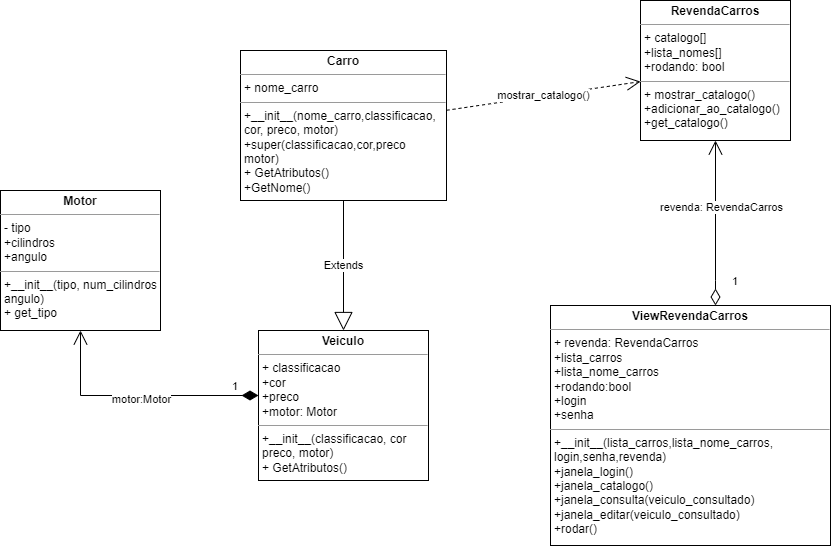 RevendaCarros
+ catalogo[]
+lista_nomes[]
+rodando: bool
+ mostrar_catalogo()
+adicionar_ao_catalogo()
+get_catalogo()
Carro
+ nome_carro
+__init__(nome_carro,classificacao,
cor, preco, motor)
+super(classificacao,cor,preco
motor)
+ GetAtributos()
+GetNome()
mostrar_catalogo()
Motor
- tipo
+cilindros
+angulo
+__init__(tipo, num_cilindros
angulo)
+ get_tipo
revenda: RevendaCarros
1
Extends
Veiculo
+ classificacao
+cor
+preco
+motor: Motor
+__init__(classificacao, cor
preco, motor)
+ GetAtributos()
1
motor:Motor
ViewRevendaCarros
+ revenda: RevendaCarros
+lista_carros
+lista_nome_carros
+rodando:bool
+login
+senha
+__init__(lista_carros,lista_nome_carros,
login,senha,revenda)
+janela_login()
+janela_catalogo()
+janela_consulta(veiculo_consultado)
+janela_editar(veiculo_consultado)
+rodar()